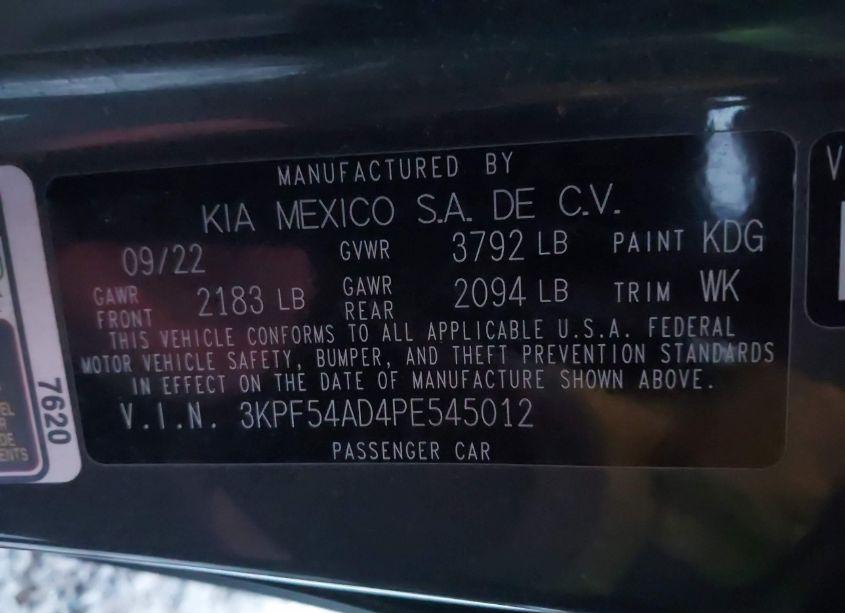 MANUFACTURED BY
KIA MEXICO S.A. DE C.V.
09/22 GVWR 3792 LB PAINT KDG
GAWR FRONT 2183 LB GAWR REAR 2094 LB TRIM WK
THIS VEHICLE CONFORMS TO ALL APPLICABLE U.S.A. FEDERAL
MOTOR VEHICLE SAFETY, BUMPER, AND THEFT PREVENTION STANDARDS
IN EFFECT ON THE DATE OF MANUFACTURE SHOWN ABOVE.
V.I.N. 3KPF54AD4PE545012
PASSENGER CAR
7620